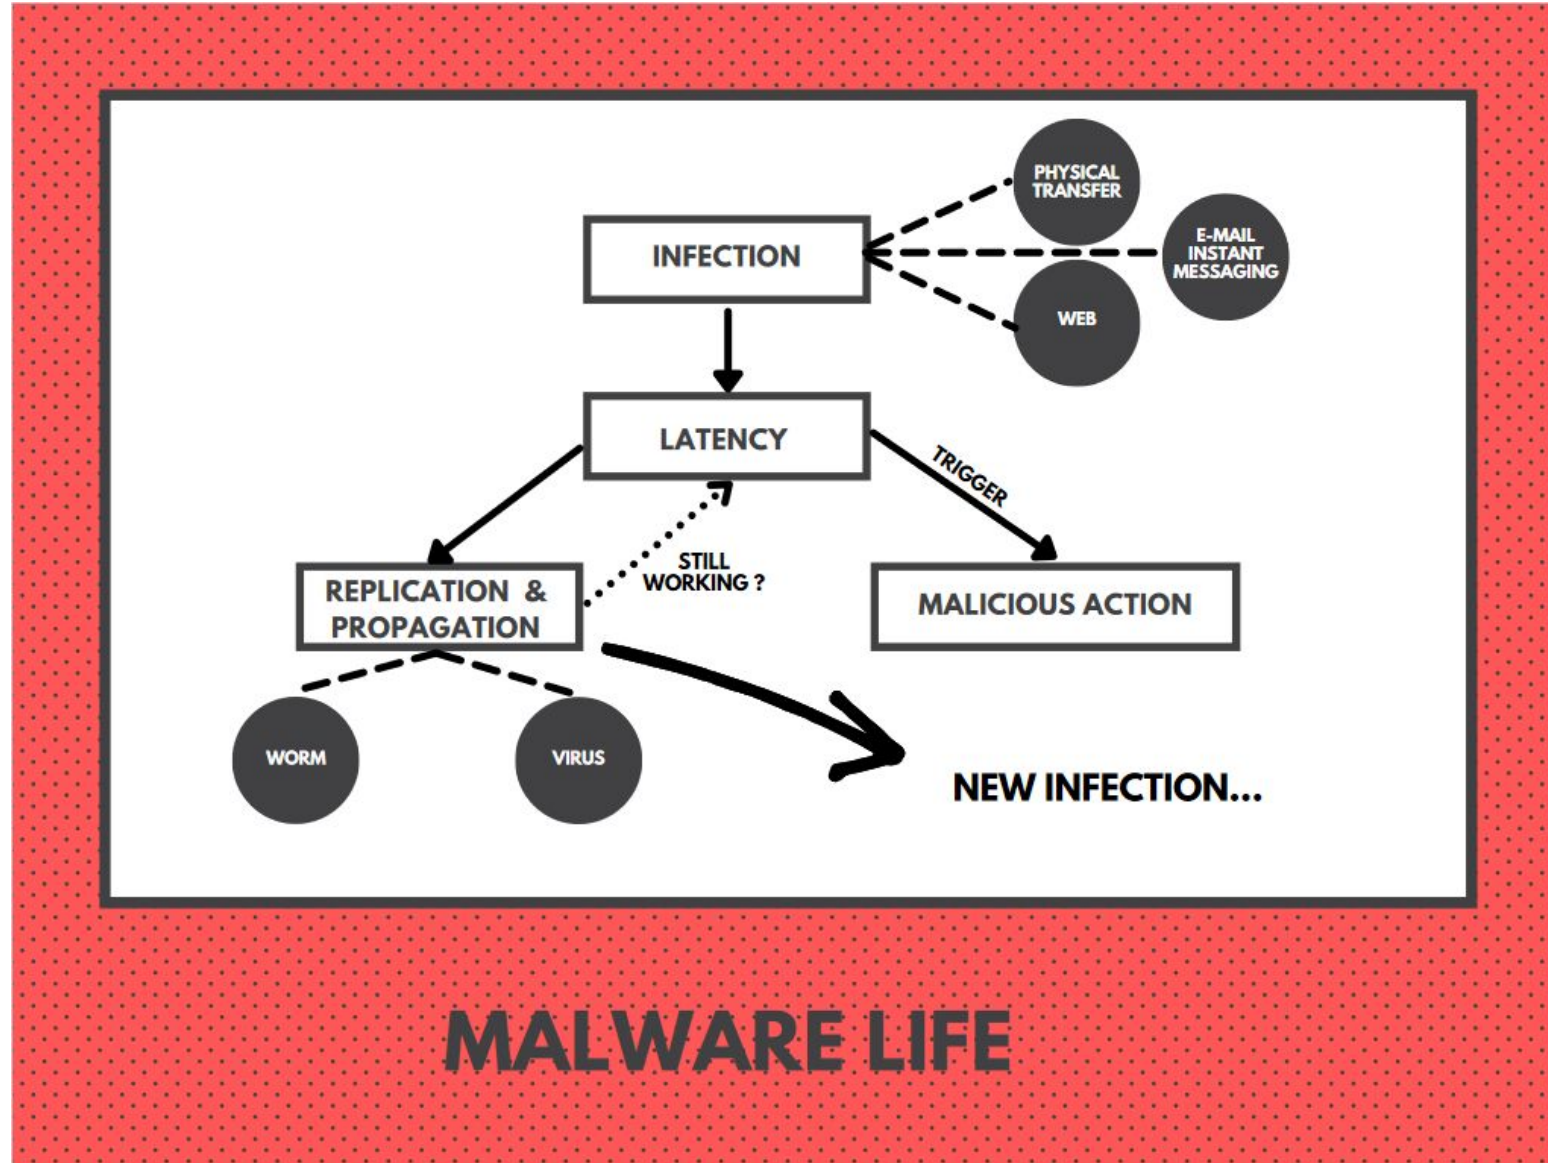 PHYSICAL
TRANSFER
INFECTION
E-MAIL
INSTANT
MESSAGING
WEB
LATENCY
TRIGGER
STILL
WORKING ?
REPLICATION &
PROPAGATION
MALICIOUS ACTION
WORM
VIRUS
NEW INFECTION...
MALWARE LIFE